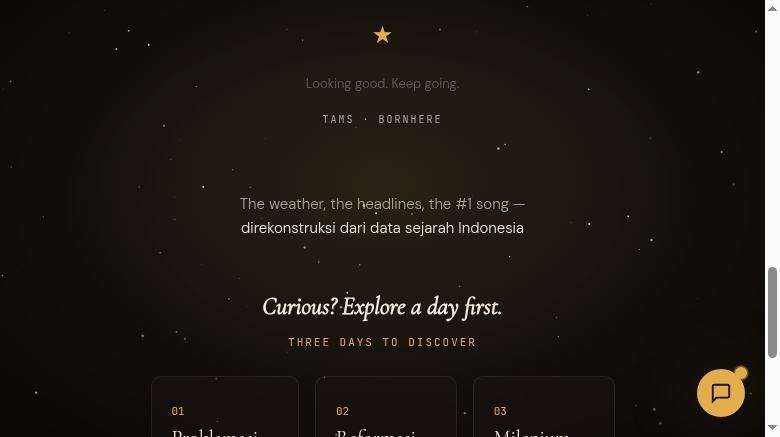 Looking good. Keep going.
TAMS · BORNHERE
The weather, the headlines, the #1 song —
direkonstruksi dari data sejarah Indonesia
Curious? Explore a day first.
THREE DAYS TO DISCOVER
01
02
03